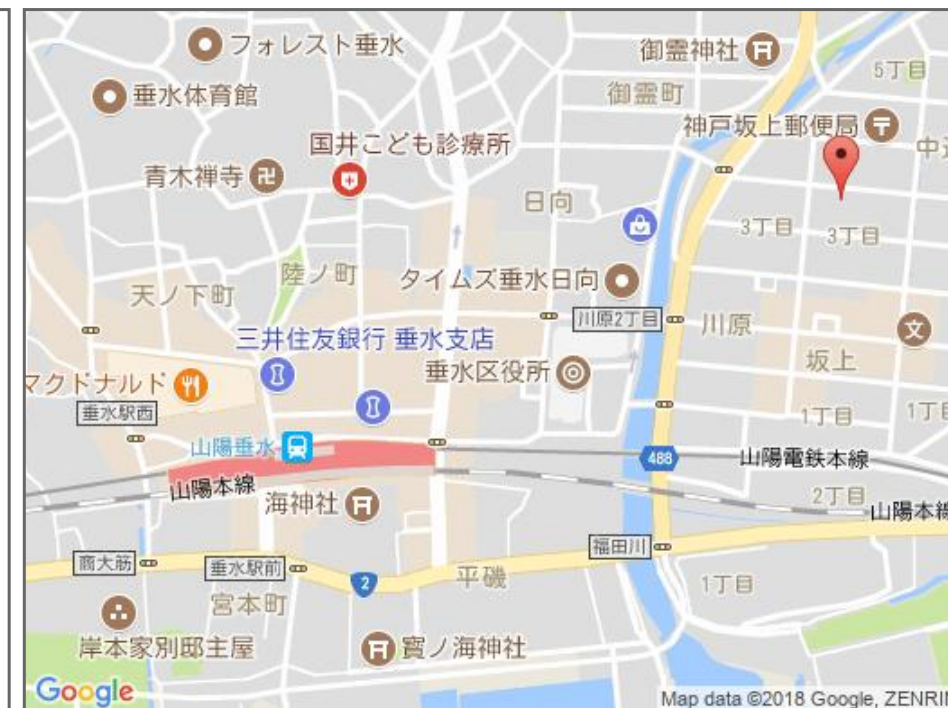 フォレスト垂水
御霊神社
5丁目
垂水体育館
御霊町
神戸坂上郵便局
国井こども診療所
青木禅寺
日向
3丁目
3丁目
陸ノ町
タイムズ垂水日向
天ノ下町
川原2丁目
川原
三井住友銀行 垂水支店
坂上
マクドナルド
垂水区役所
垂水駅西
1丁目
山陽垂水
488
山陽電鉄本線
山陽本線
海神社
2丁目
山陽本線
福田川
商大筋
垂水駅前
2
平磯
1丁目
宮本町
岸本家別邸主屋
寳ノ海神社
Google
Map data ©2018 Google, ZENRIN